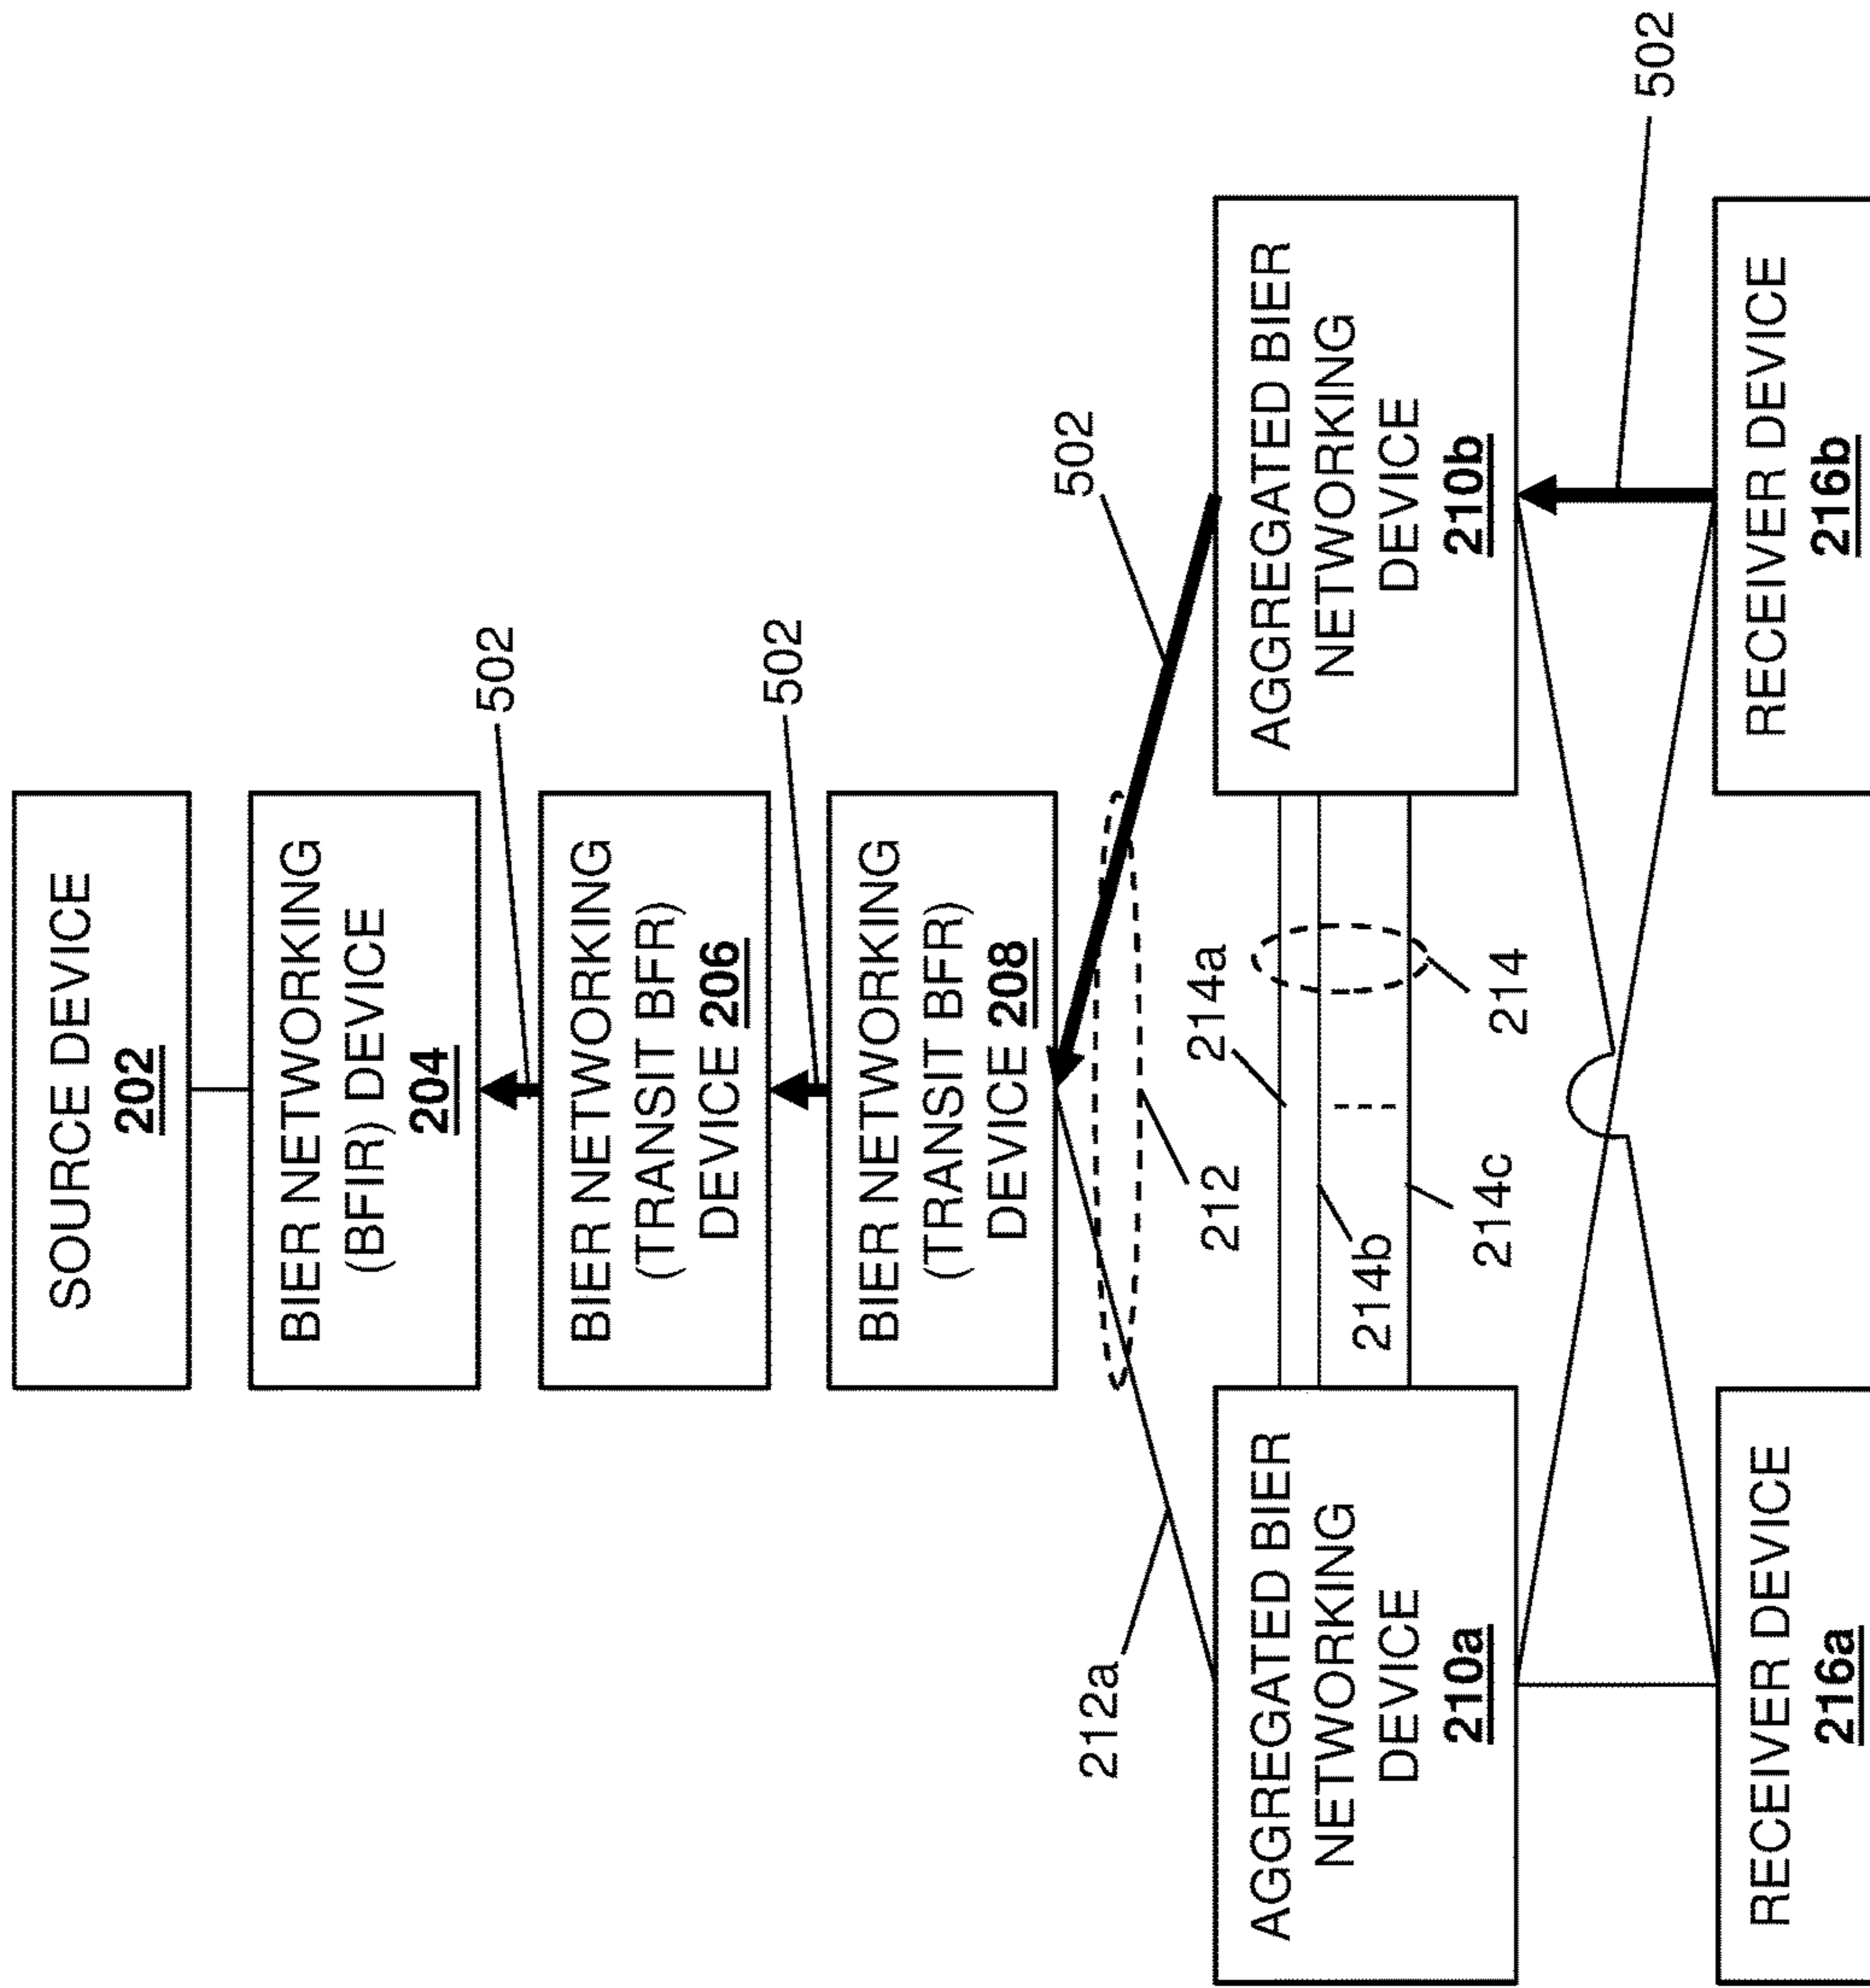 SOURCE DEVICE
202
BIER NETWORKING
(BFIR) DEVICE
204
502
BIER NETWORKING
(TRANSIT BFR)
DEVICE 206
502
BIER NETWORKING
(TRANSIT BFR)
DEVICE 208
502
212a
212
214a
214b
214c
214
AGGREGATED BIER
NETWORKING
DEVICE
210a
AGGREGATED BIER
NETWORKING
DEVICE
210b
502
RECEIVER DEVICE
216a
RECEIVER DEVICE
216b